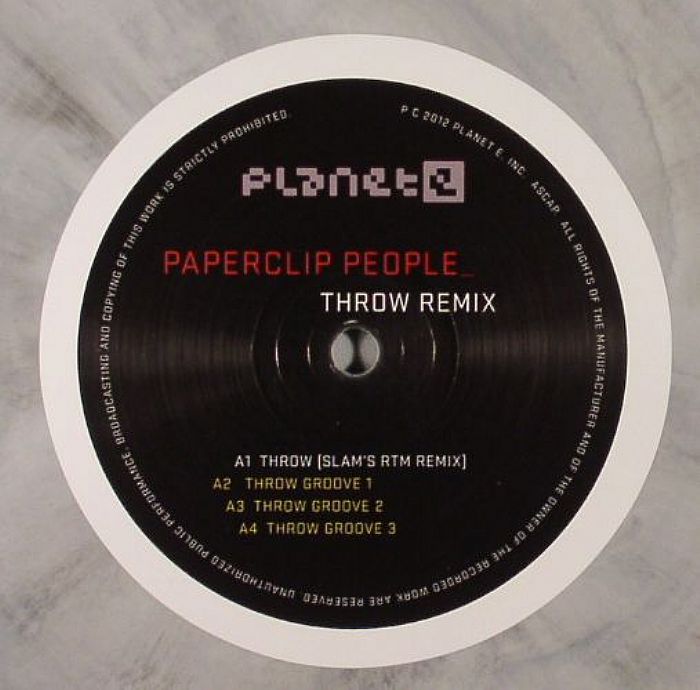 planet e
PAPERCLIP PEOPLE_
THROW REMIX
A1 THROW (SLAM'S RTM REMIX)
A2 THROW GROOVE 1
A3 THROW GROOVE 2
A4 THROW GROOVE 3
P C 2012 PLANET E, INC. ASCAP. ALL RIGHTS OF THE MANUFACTURER AND OF THE OWNER OF THE RECORDED WORK ARE RESERVED. UNAUTHORIZED PUBLIC PERFORMANCE, BROADCASTING AND COPYING OF THIS WORK IS STRICTLY PROHIBITED.